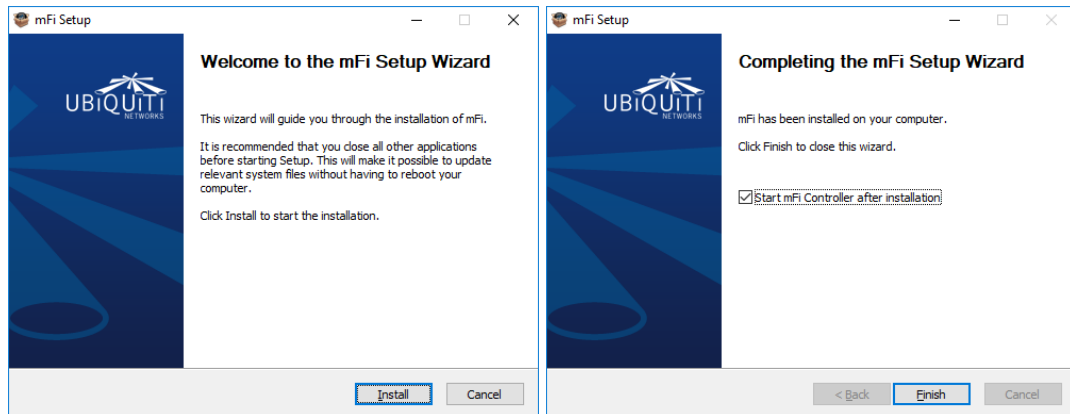 mFi Setup
Welcome to the mFi Setup Wizard
UBiQUiTi
NETWORKS
This wizard will guide you through the installation of mFi.
It is recommended that you close all other applications
before starting Setup. This will make it possible to update
relevant system files without having to reboot your
computer.
Click Install to start the installation.
Install
Cancel
mFi Setup
Completing the mFi Setup Wizard
UBiQUiTi
NETWORKS
mFi has been installed on your computer.
Click Finish to close this wizard.
Start mFi Controller after installation
< Back
Finish
Cancel